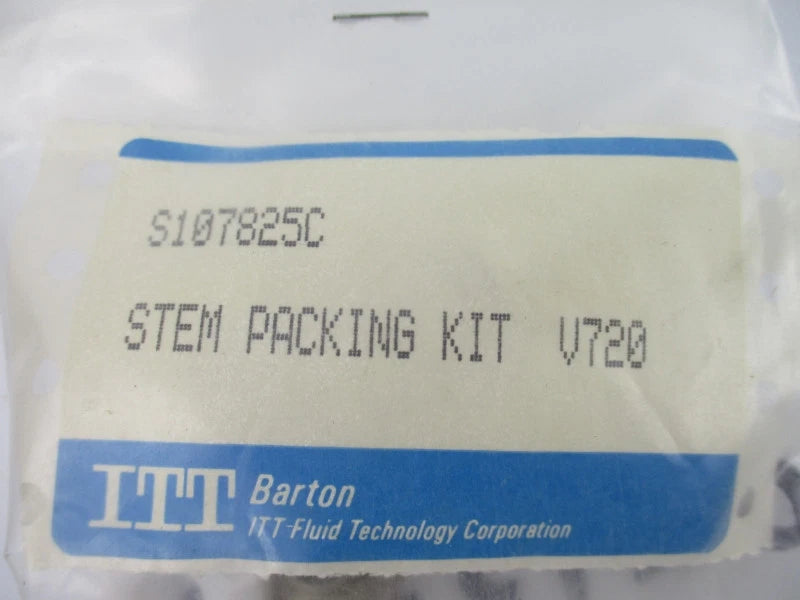 S107825C
STEM PACKING KIT V720
ITT Barton
ITT Fluid Technology Corporation